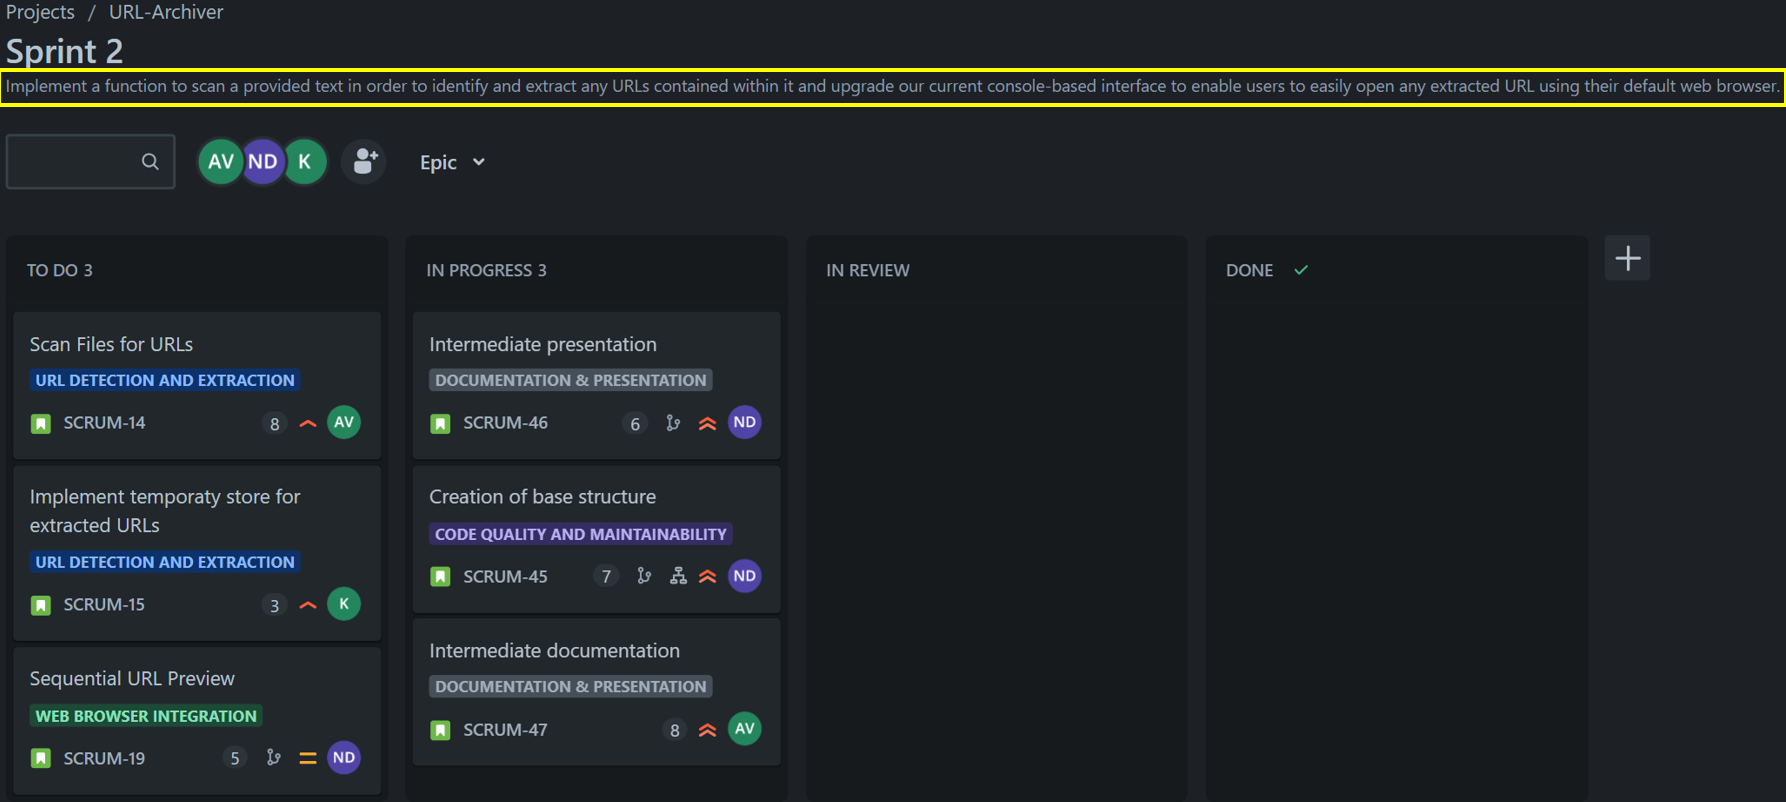 Projects / URL-Archiver
Sprint 2
Implement a function to scan a provided text in order to identify and extract any URLs contained within it and upgrade our current console-based interface to enable users to easily open any extracted URL using their default web browser.
AV ND K Epic
TO DO 3
Scan Files for URLs
URL DETECTION AND EXTRACTION
SCRUM-14 8 AV
Implement temporaty store for
extracted URLs
URL DETECTION AND EXTRACTION
SCRUM-15 3 K
Sequential URL Preview
WEB BROWSER INTEGRATION
SCRUM-19 5 ND
IN PROGRESS 3
Intermediate presentation
DOCUMENTATION & PRESENTATION
SCRUM-46 6 ND
Creation of base structure
CODE QUALITY AND MAINTAINABILITY
SCRUM-45 7 ND
Intermediate documentation
DOCUMENTATION & PRESENTATION
SCRUM-47 8 AV
IN REVIEW
DONE